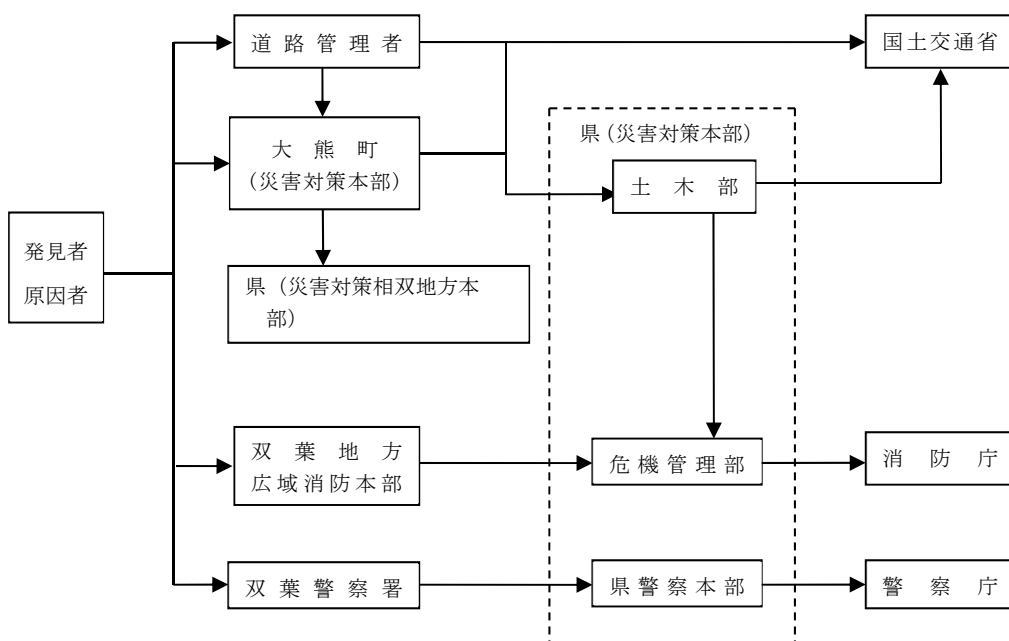 道路管理者
国土交通省
大熊町
(災害対策本部)
県(災害対策本部)
土木部
発見者
原因者
県（災害対策相双地方本
部）
双葉地方
広域消防本部
危機管理部
消防庁
双葉警察署
県警察本部
警察庁